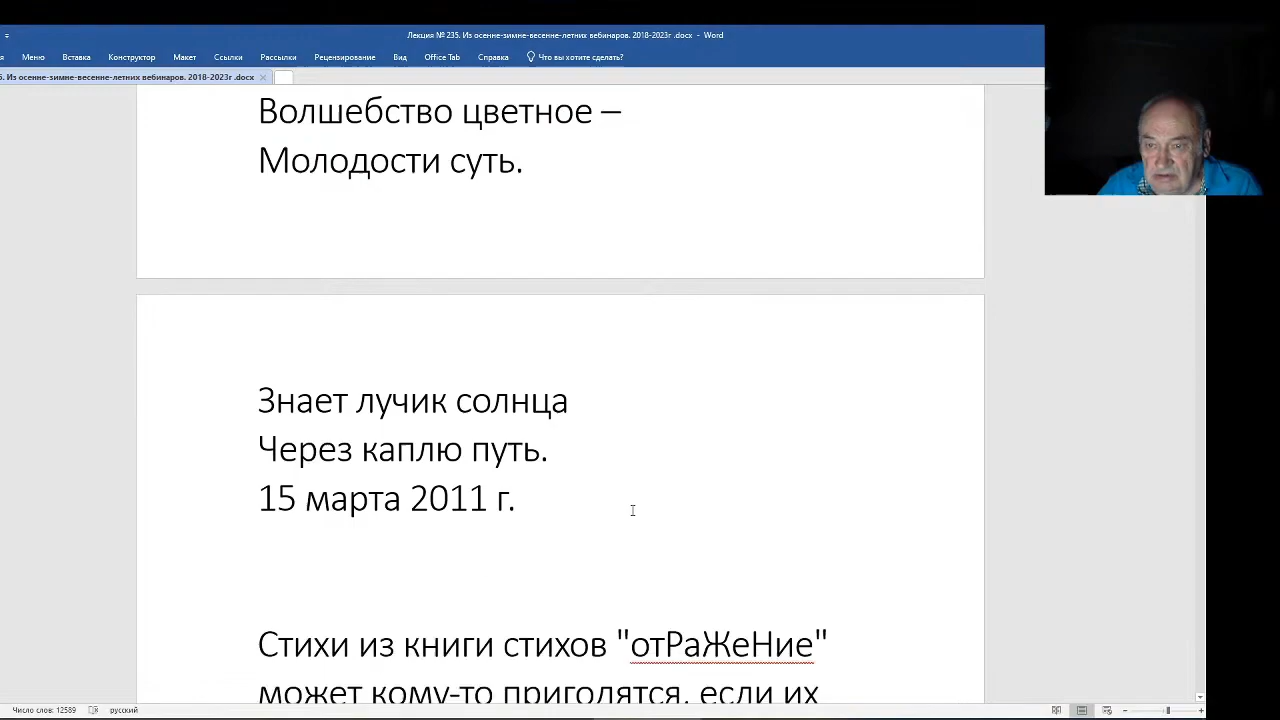 Лекция № 235. Из осенне-зимне-весенне-летних вебинаров. 2018-2023г .docx - Word
я Меню Вставка Конструктор Макет Ссылки Рассылки Рецензирование Вид Office Tab Справка Что вы хотите сделать?
5. Из осенне-зимне-весенне-летних вебинаров. 2018-2023г .docx
Волшебство цветное –
Молодости суть.
Знает лучик солнца
Через каплю путь.
15 марта 2011 г.
Стихи из книги стихов "отРаЖеНие"
может кому-то пригодятся, если их
Число слов: 12589 русский